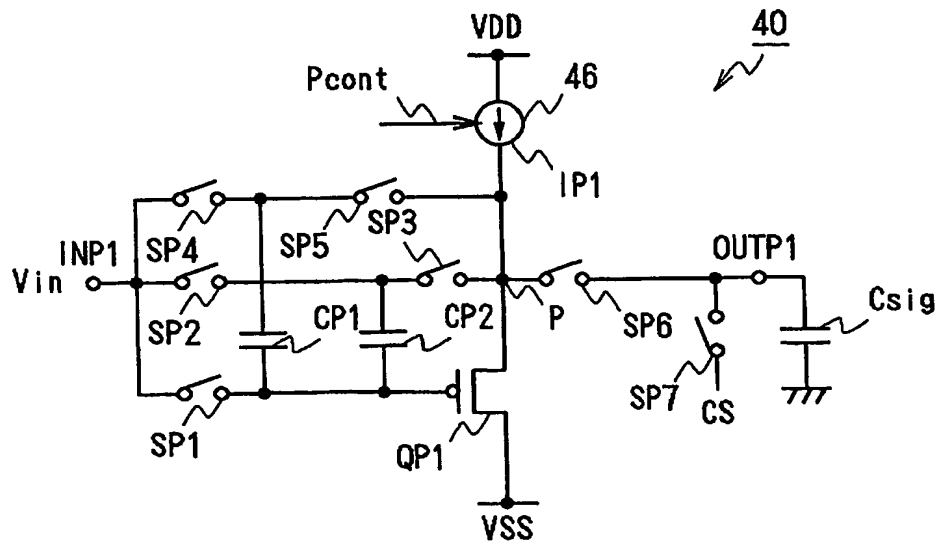 40
VDD
Pcont
46
IP1
SP4
SP5
SP3
INP1
OUTP1
Vin
SP2
CP1
CP2
P
SP6
Csig
SP7
CS
SP1
QP1
VSS